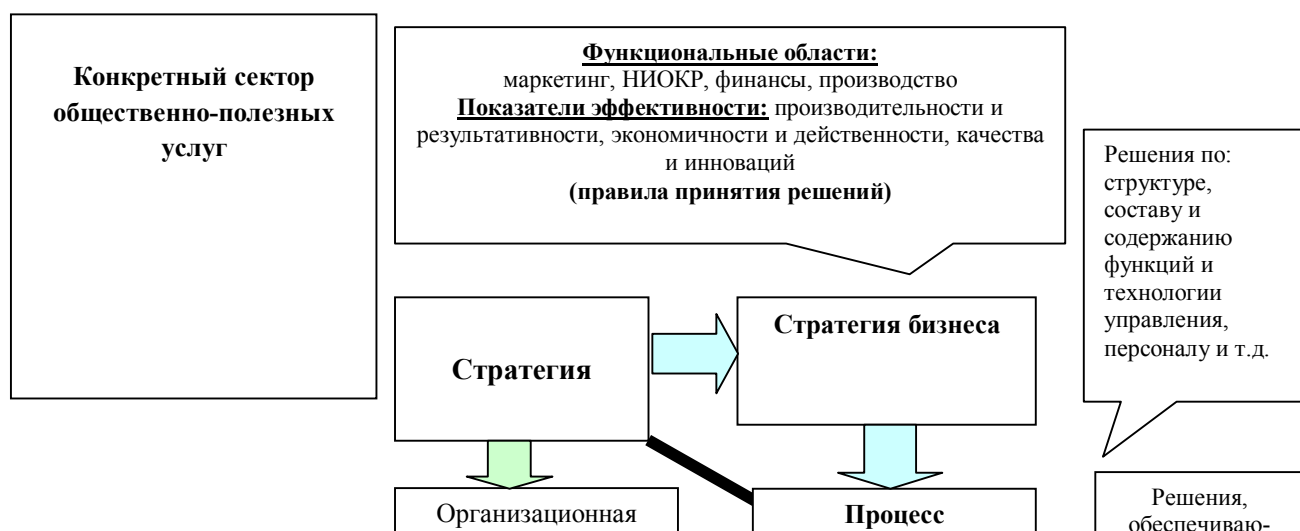 Конкретный сектор
общественно-полезных
услуг
Функциональные области:
маркетинг, НИОКР, финансы, производство
Показатели эффективности: производительности и
результативности, экономичности и действенности, качества
и инноваций
(правила принятия решений)
Решения по:
структуре,
составу и
содержанию
функций и
технологии
управления,
персоналу и т.д.
Стратегия
Стратегия бизнеса
Организационная
Процесс
Решения,
обеспечиваю-